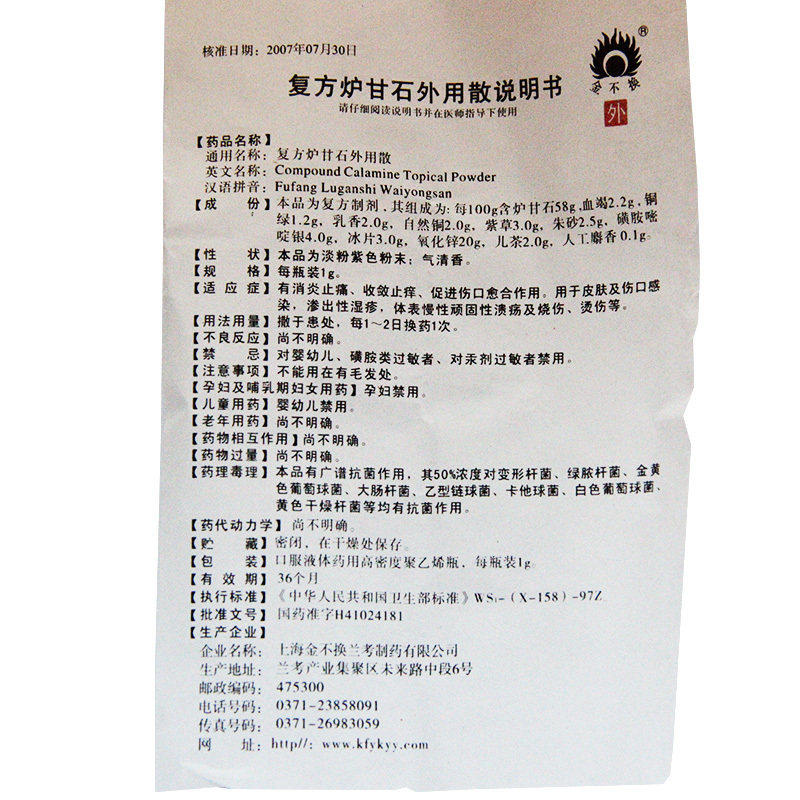 核准日期：2007年07月30日
®
金不换
外
复方炉甘石外用散说明书
请仔细阅读说明书并在医师指导下使用
【药品名称】
通用名称：复方炉甘石外用散
英文名称：Compound Calamine Topical Powder
汉语拼音：Fufang Luganshi Waiyongsan
【成 份】本品为复方制剂，其组成为：每100g含炉甘石58g,血竭2.2g,铜
绿1.2g，乳香2.0g，自然铜2.0g，紫草3.0g，朱砂2.5g，磺胺嘧
啶银4.0g，冰片3.0g，氧化锌20g，儿茶2.0g，人工麝香0.1g。
【性 状】本品为淡粉紫色粉末；气清香。
【规 格】每瓶装1g。
【适 应 症】有消炎止痛、收敛止痒、促进伤口愈合作用。用于皮肤及伤口感
染，渗出性湿疹，体表慢性顽固性溃疡及烧伤、烫伤等。
【用法用量】撒于患处，每1～2日换药1次。
【不良反应】尚不明确。
【禁 忌】对婴幼儿、磺胺类过敏者、对汞剂过敏者禁用。
【注意事项】不能用在有毛发处。
【孕妇及哺乳期妇女用药】孕妇禁用。
【儿童用药】婴幼儿禁用。
【老年用药】尚不明确。
【药物相互作用】尚不明确。
【药物过量】尚不明确。
【药理毒理】本品有广谱抗菌作用，其50%浓度对变形杆菌、绿脓杆菌、金黄
色葡萄球菌、大肠杆菌、乙型链球菌、卡他球菌、白色葡萄球菌、
黄色干燥杆菌等均有抗菌作用。
【药代动力学】尚不明确。
【贮 藏】密闭，在干燥处保存。
【包 装】口服液体药用高密度聚乙烯瓶，每瓶装1g。
【有 效 期】36个月
【执行标准】《中华人民共和国卫生部标准》WS₁-（X-158）-97Z
【批准文号】国药准字H41024181
【生产企业】
企业名称：上海金不换兰考制药有限公司
生产地址：兰考产业集聚区未来路中段6号
邮政编码：475300
电话号码：0371-23858091
传真号码：0371-26983059
网 址：http//：www.kfykyy.com